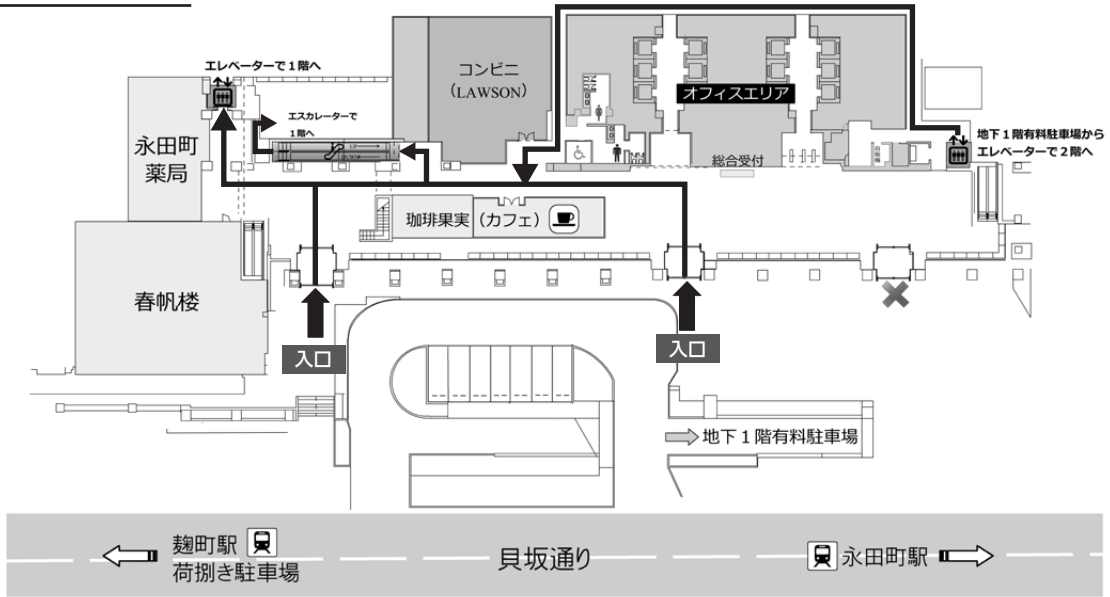 エレベーターで１階へ
コンビニ
（LAWSON）
オフィスエリア
エスカレーターで
１階へ
永田町
薬局
地下１階有料駐車場から
エレベーターで２階へ
総合受付
珈琲果実（カフェ）
春帆楼
入口
入口
地下１階有料駐車場
麹町駅
荷捌き駐車場
貝坂通り
永田町駅